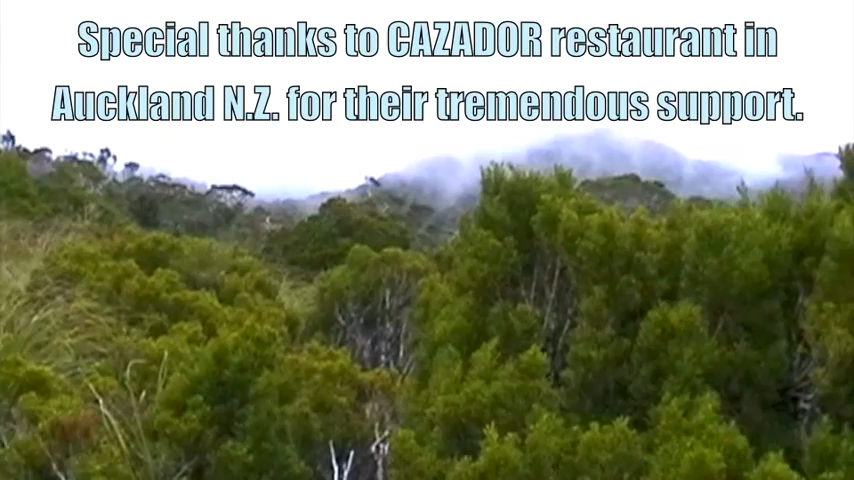 Special thanks to CAZADOR restaurant in
Auckland N.Z. for their tremendous support.